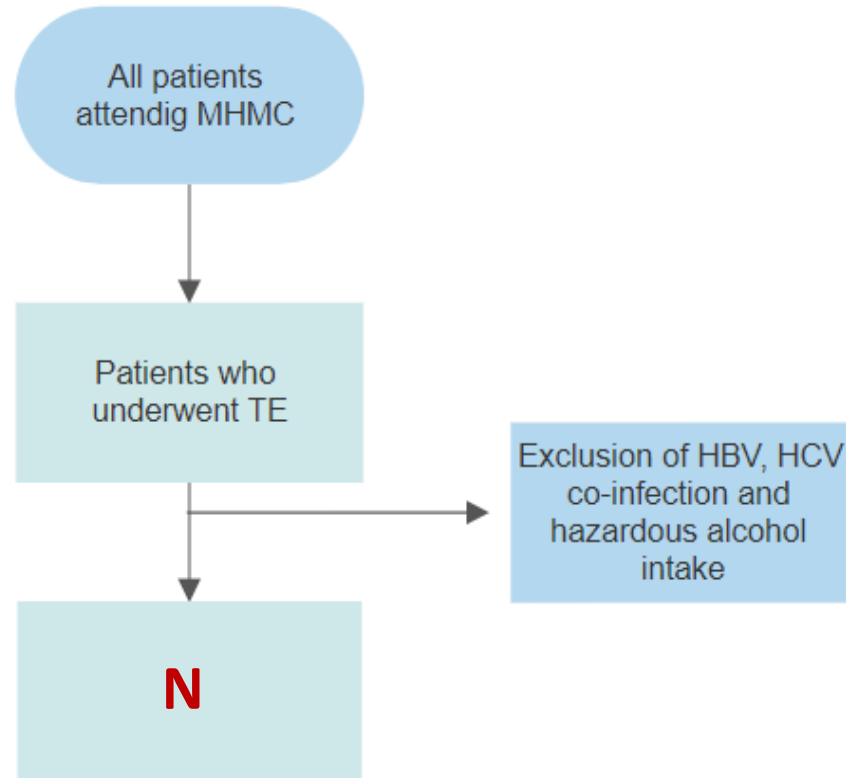 All patients
attendig MHMC
Patients who
underwent TE
Exclusion of HBV, HCV
co-infection and
hazardous alcohol
intake
N